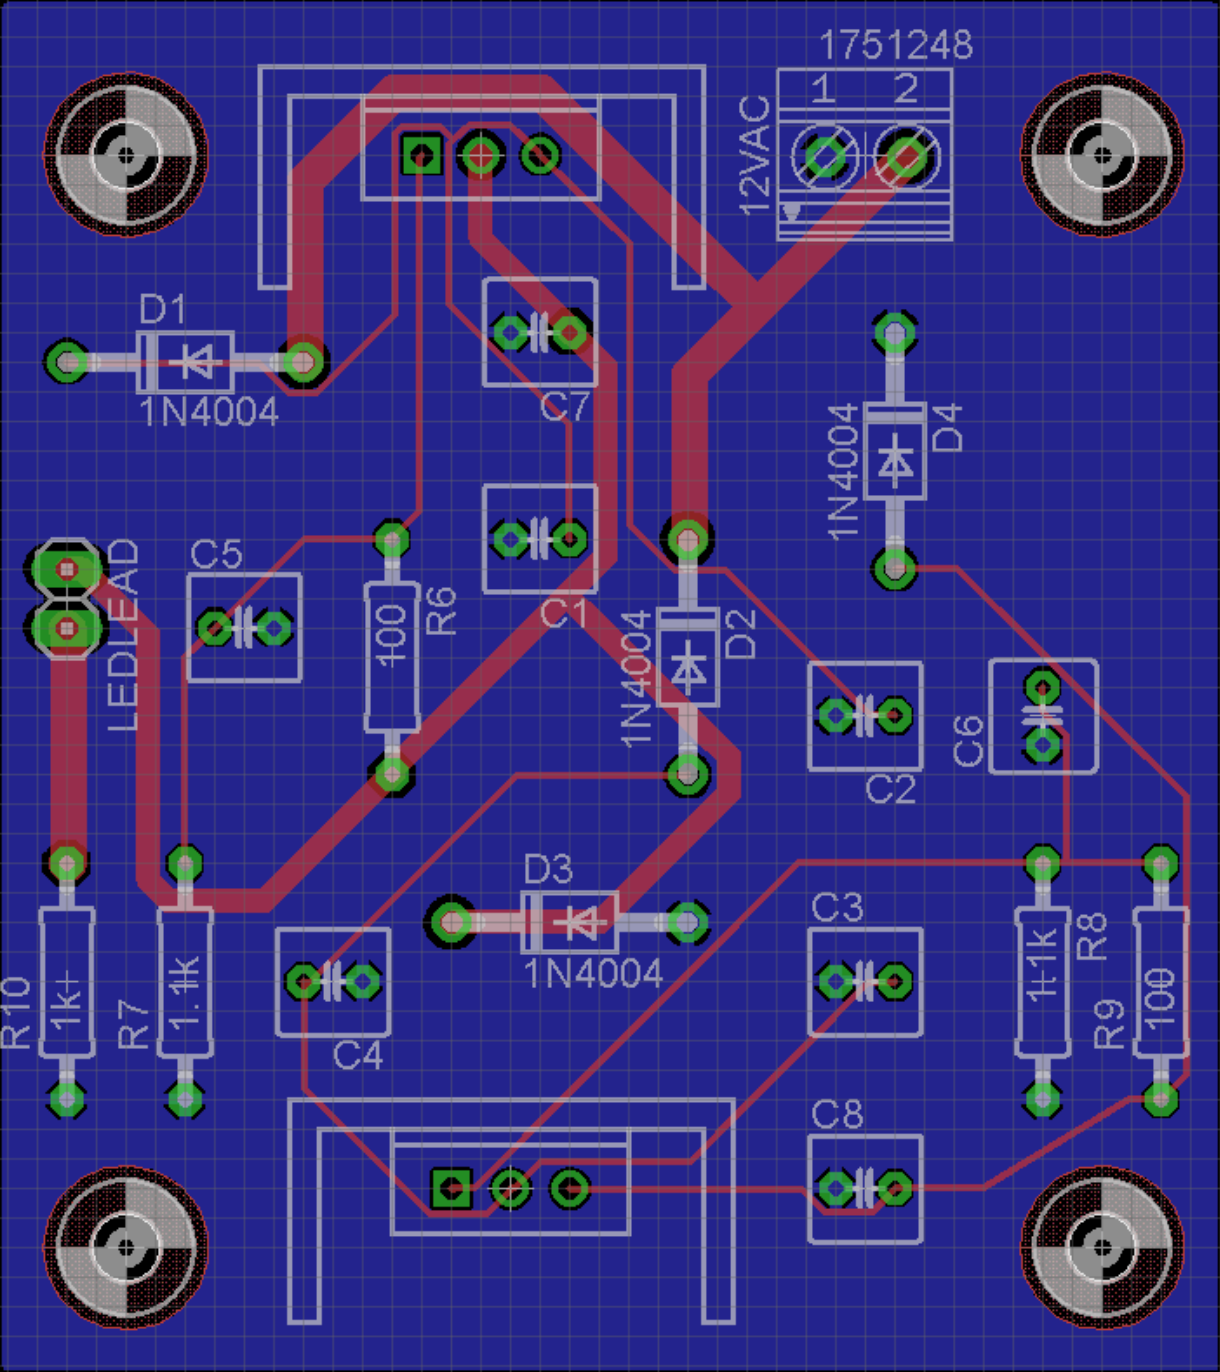 1751248
1 2
12VAC
D1
1N4004
C7
1N4004
D4
C5
LEDLEAD
C1
100
R6
1N4004
D2
C6
C2
D3
1N4004
C3
R8
1.1k
R10
1k
R7
1.1k
R9
100
C4
C8